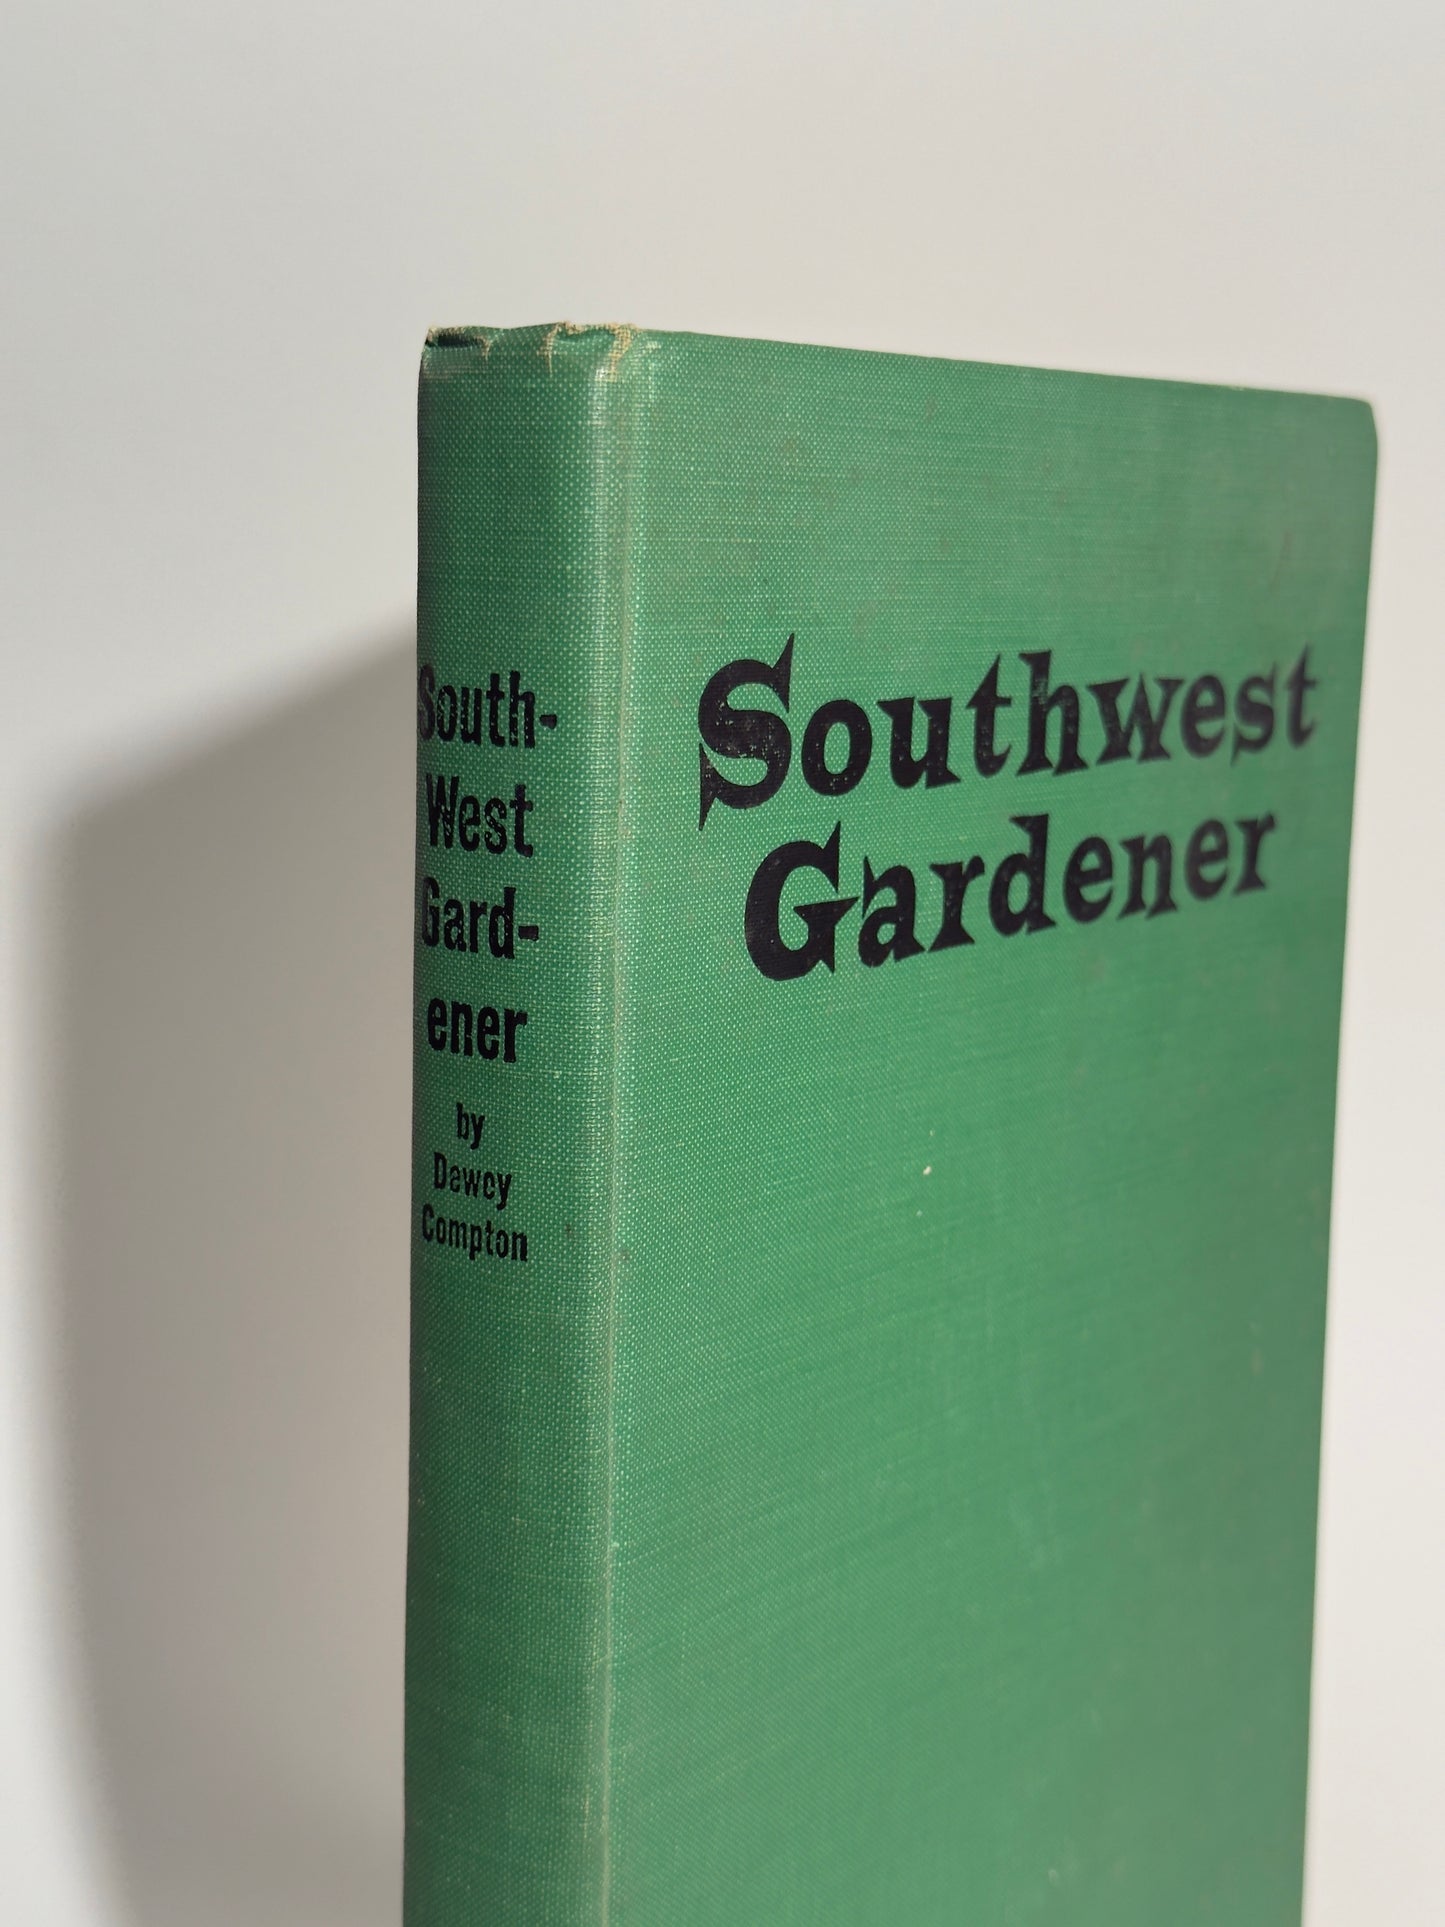 South-
West
Gard-
ener
by
Dewey
Compton
Southwest
Gardener